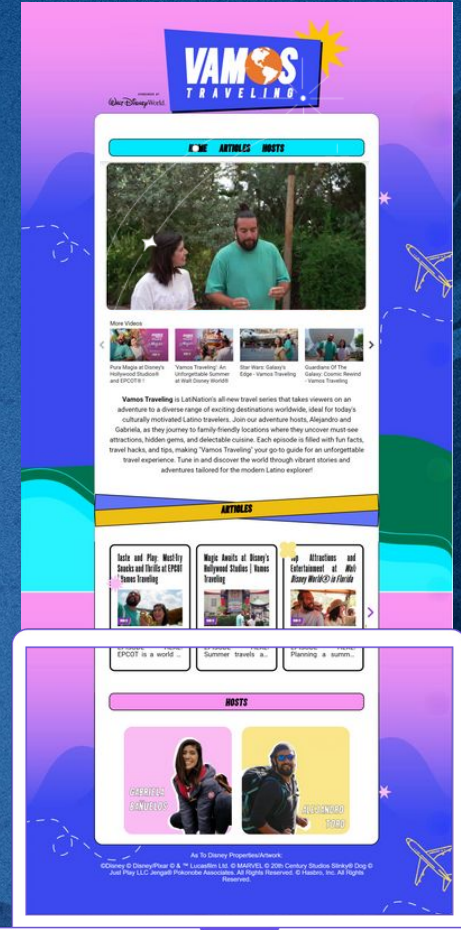 VAMOS
TRAVELING!
Walt Disney World
HOME ARTICLES HOSTS
More Videos
Pura Magia at Disney's Hollywood Studios® and EPCOT® !
'Vamos Traveling' An Unforgettable Summer at Walt Disney World®
Star Wars: Galaxy's Edge - Vamos Traveling
Guardians Of The Galaxy: Cosmic Rewind - Vamos Traveling
Vamos Traveling is LatiNation's all-new travel series that takes viewers on an
adventure to a diverse range of exciting destinations worldwide, ideal for today's
culturally motivated Latino travelers. Join our adventure hosts, Alejandro and
Gabriela, as they journey to family-friendly locations where they uncover must-see
attractions, hidden gems, and delectable cuisine. Each episode is filled with fun facts,
travel hacks, and tips, making "Vamos Traveling" your go-to guide for an unforgettable
travel experience. Tune in and discover the world through vibrant stories and
adventures tailored for the modern Latino explorer!
ARTICLES
Taste and Play: Must-Try
Snacks and Thrills at EPCOT
| Vamos Traveling
Magic Awaits at Disney's
Hollywood Studios | Vamos
Traveling
Top Attractions and
Entertainment at Walt
Disney World® in Florida
EPCOT is a world ...
Summer travels a...
Planning a summ...
HOSTS
GABRIELA
BAÑUELOS
ALEJANDRO
TORO
As To Disney Properties/Artwork:
©Disney © Disney/Pixar © & ™ Lucasfilm Ltd. © MARVEL © 20th Century Studios Slinky® Dog ©
Just Play LLC Jenga® Pokonobe Associates. All Rights Reserved. © Hasbro, Inc. All Rights
Reserved.